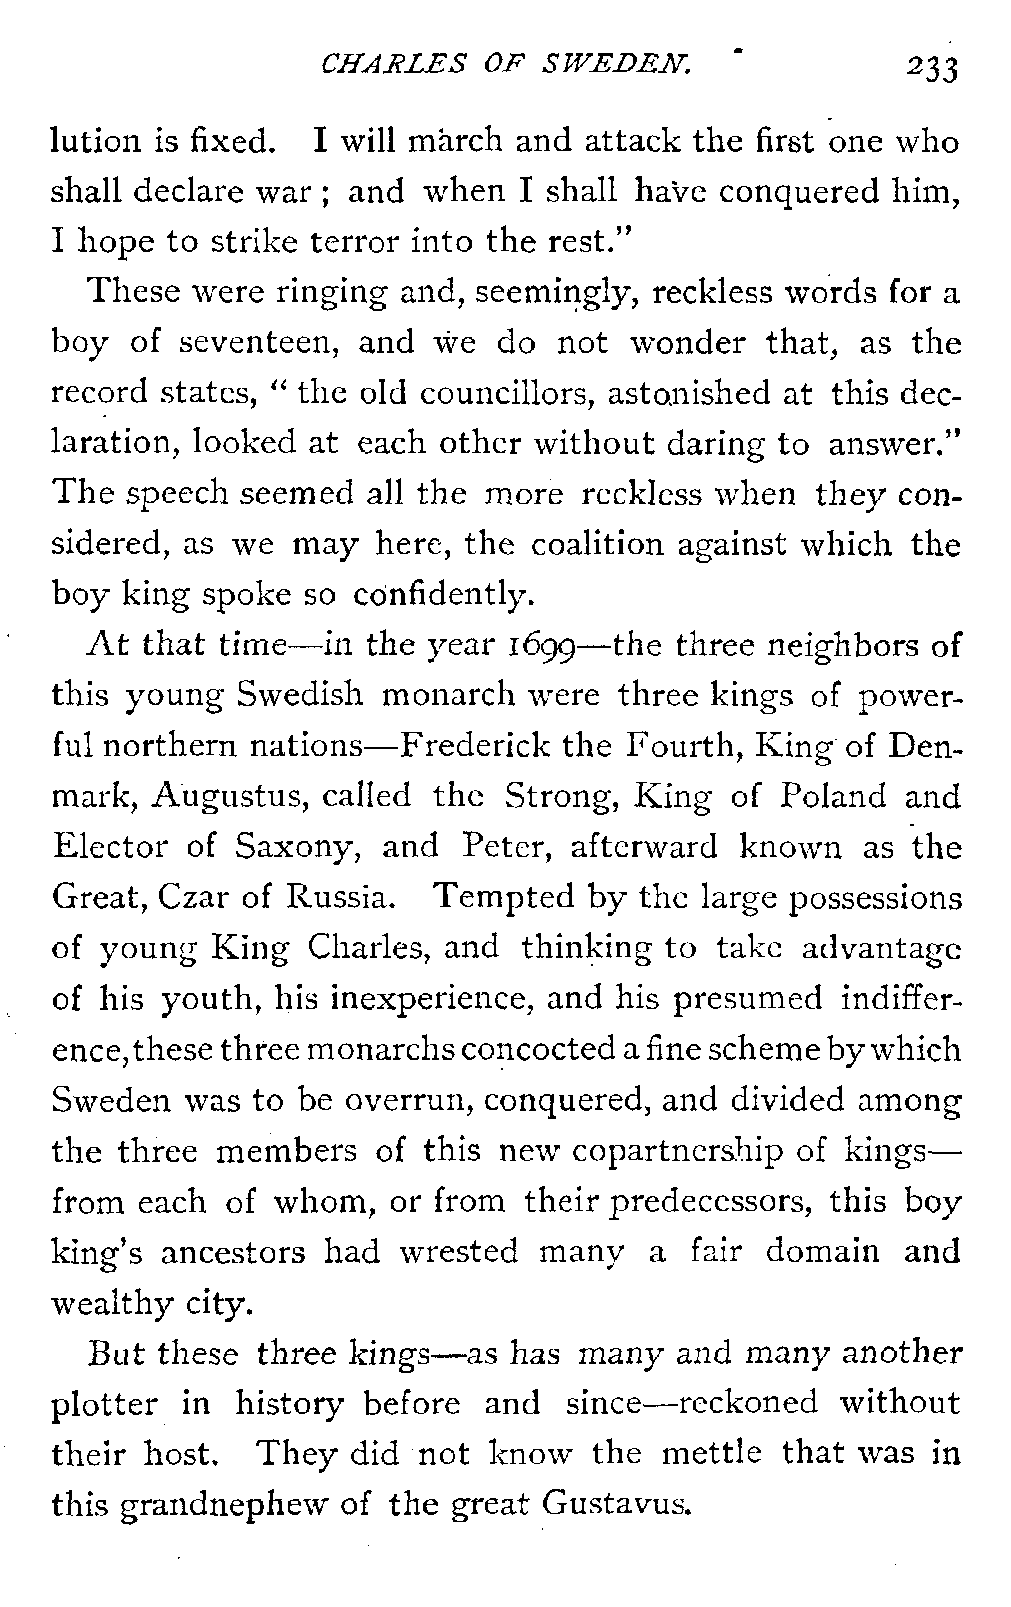 CHARLES OF SWEDEN. 233
lution is fixed. I will march and attack the first one who
shall declare war ; and when I shall have conquered him,
I hope to strike terror into the rest."
These were ringing and, seemingly, reckless words for a
boy of seventeen, and we do not wonder that, as the
record states, " the old councillors, astonished at this dec-
laration, looked at each other without daring to answer."
The speech seemed all the more reckless when they con-
sidered, as we may here, the coalition against which the
boy king spoke so confidently.
At that time—in the year 1699—the three neighbors of
this young Swedish monarch were three kings of power-
ful northern nations—Frederick the Fourth, King of Den-
mark, Augustus, called the Strong, King of Poland and
Elector of Saxony, and Peter, afterward known as the
Great, Czar of Russia. Tempted by the large possessions
of young King Charles, and thinking to take advantage
of his youth, his inexperience, and his presumed indiffer-
ence, these three monarchs concocted a fine scheme by which
Sweden was to be overrun, conquered, and divided among
the three members of this new copartnership of kings—
from each of whom, or from their predecessors, this boy
king's ancestors had wrested many a fair domain and
wealthy city.
But these three kings—as has many and many another
plotter in history before and since—reckoned without
their host. They did not know the mettle that was in
this grandnephew of the great Gustavus.